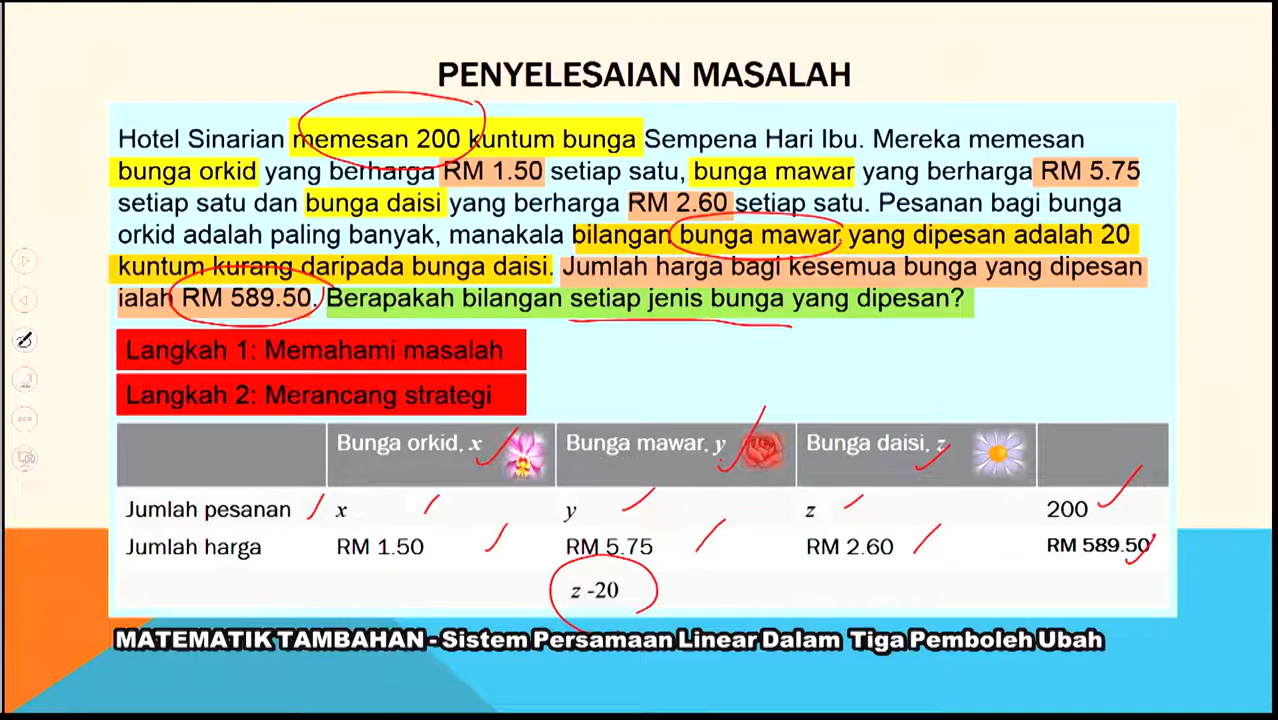 PENYELESAIAN MASALAH
Hotel Sinarian memesan 200 kuntum bunga Sempena Hari Ibu. Mereka memesan
bunga orkid yang berharga RM 1.50 setiap satu, bunga mawar yang berharga RM 5.75
setiap satu dan bunga daisi yang berharga RM 2.60 setiap satu. Pesanan bagi bunga
orkid adalah paling banyak, manakala bilangan bunga mawar yang dipesan adalah 20
kuntum kurang daripada bunga daisi. Jumlah harga bagi kesemua bunga yang dipesan
ialah RM 589.50. Berapakah bilangan setiap jenis bunga yang dipesan?
Langkah 1: Memahami masalah
Langkah 2: Merancang strategi
Bunga orkid, x Bunga mawar, y Bunga daisi, z
Jumlah pesanan x y z 200
Jumlah harga RM 1.50 RM 5.75 RM 2.60 RM 589.50
z -20
MATEMATIK TAMBAHAN - Sistem Persamaan Linear Dalam Tiga Pemboleh Ubah